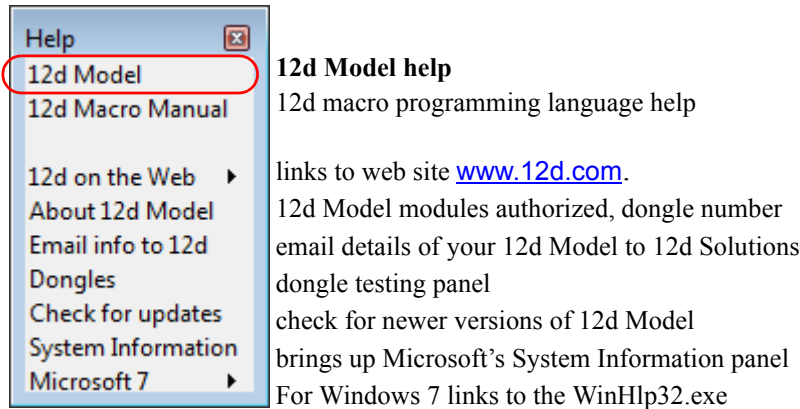 Help
12d Model 12d Model help
12d Macro Manual 12d macro programming language help
12d on the Web links to web site www.12d.com.
About 12d Model 12d Model modules authorized, dongle number
Email info to 12d email details of your 12d Model to 12d Solutions
Dongles dongle testing panel
Check for updates check for newer versions of 12d Model
System Information brings up Microsoft's System Information panel
Microsoft 7 For Windows 7 links to the WinHlp32.exe